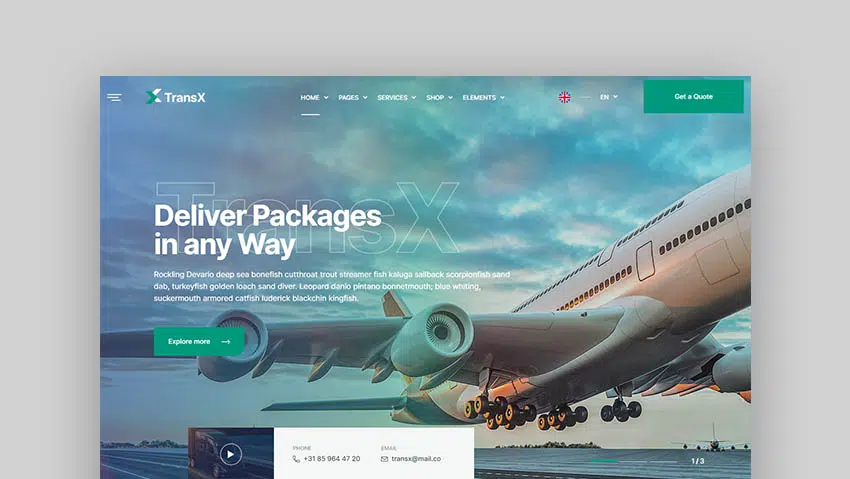 TransX
HOME
PAGES
SERVICES
SHOP
ELEMENTS
EN
Get a Quote
TransX
Deliver Packages
in any Way
Rockling Devario deep sea bonefish cutthroat trout streamer fish kaluga sailback scorpionfish sand
dab, turkeyfish golden loach sand diver. Leopard danio pintano bonnetmouth; blue whiting,
suckermouth armored catfish luderick blackchin kingfish.
Explore more
PHONE
+31 85 964 47 20
EMAIL
transx@mail.co
1 / 3